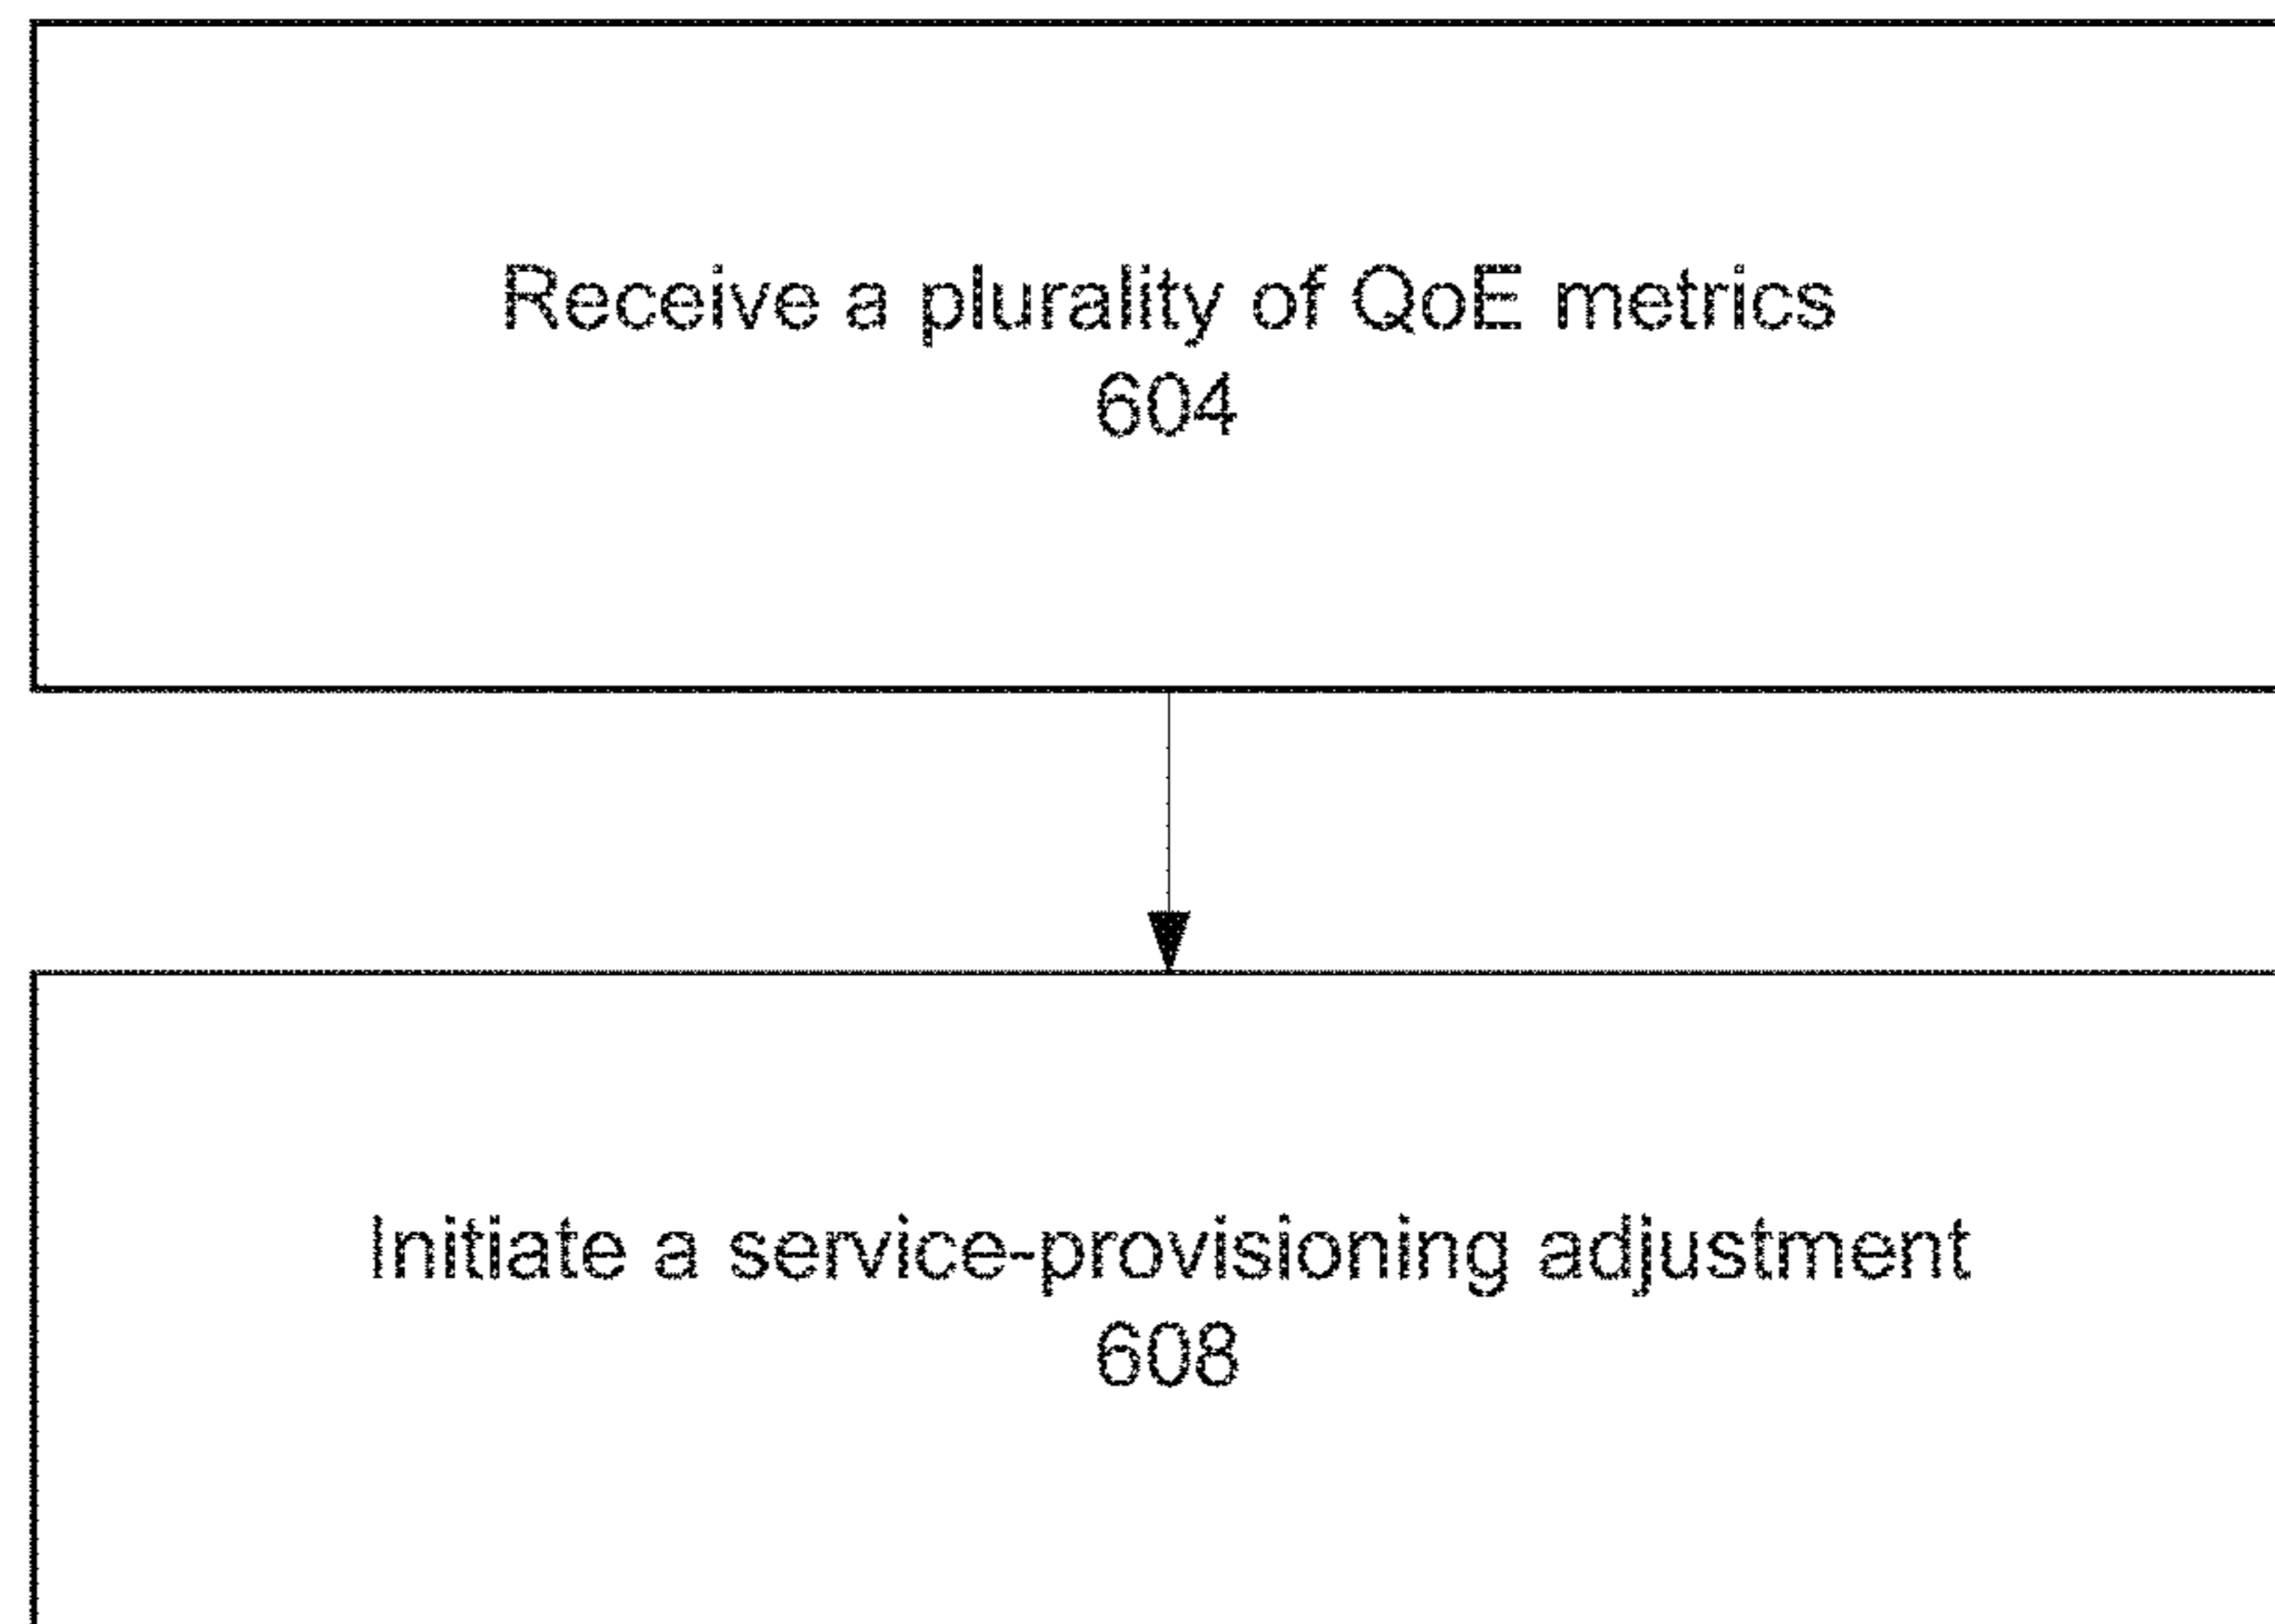 Receive a plurality of QoE metrics
604
Initiate a service-provisioning adjustment
608